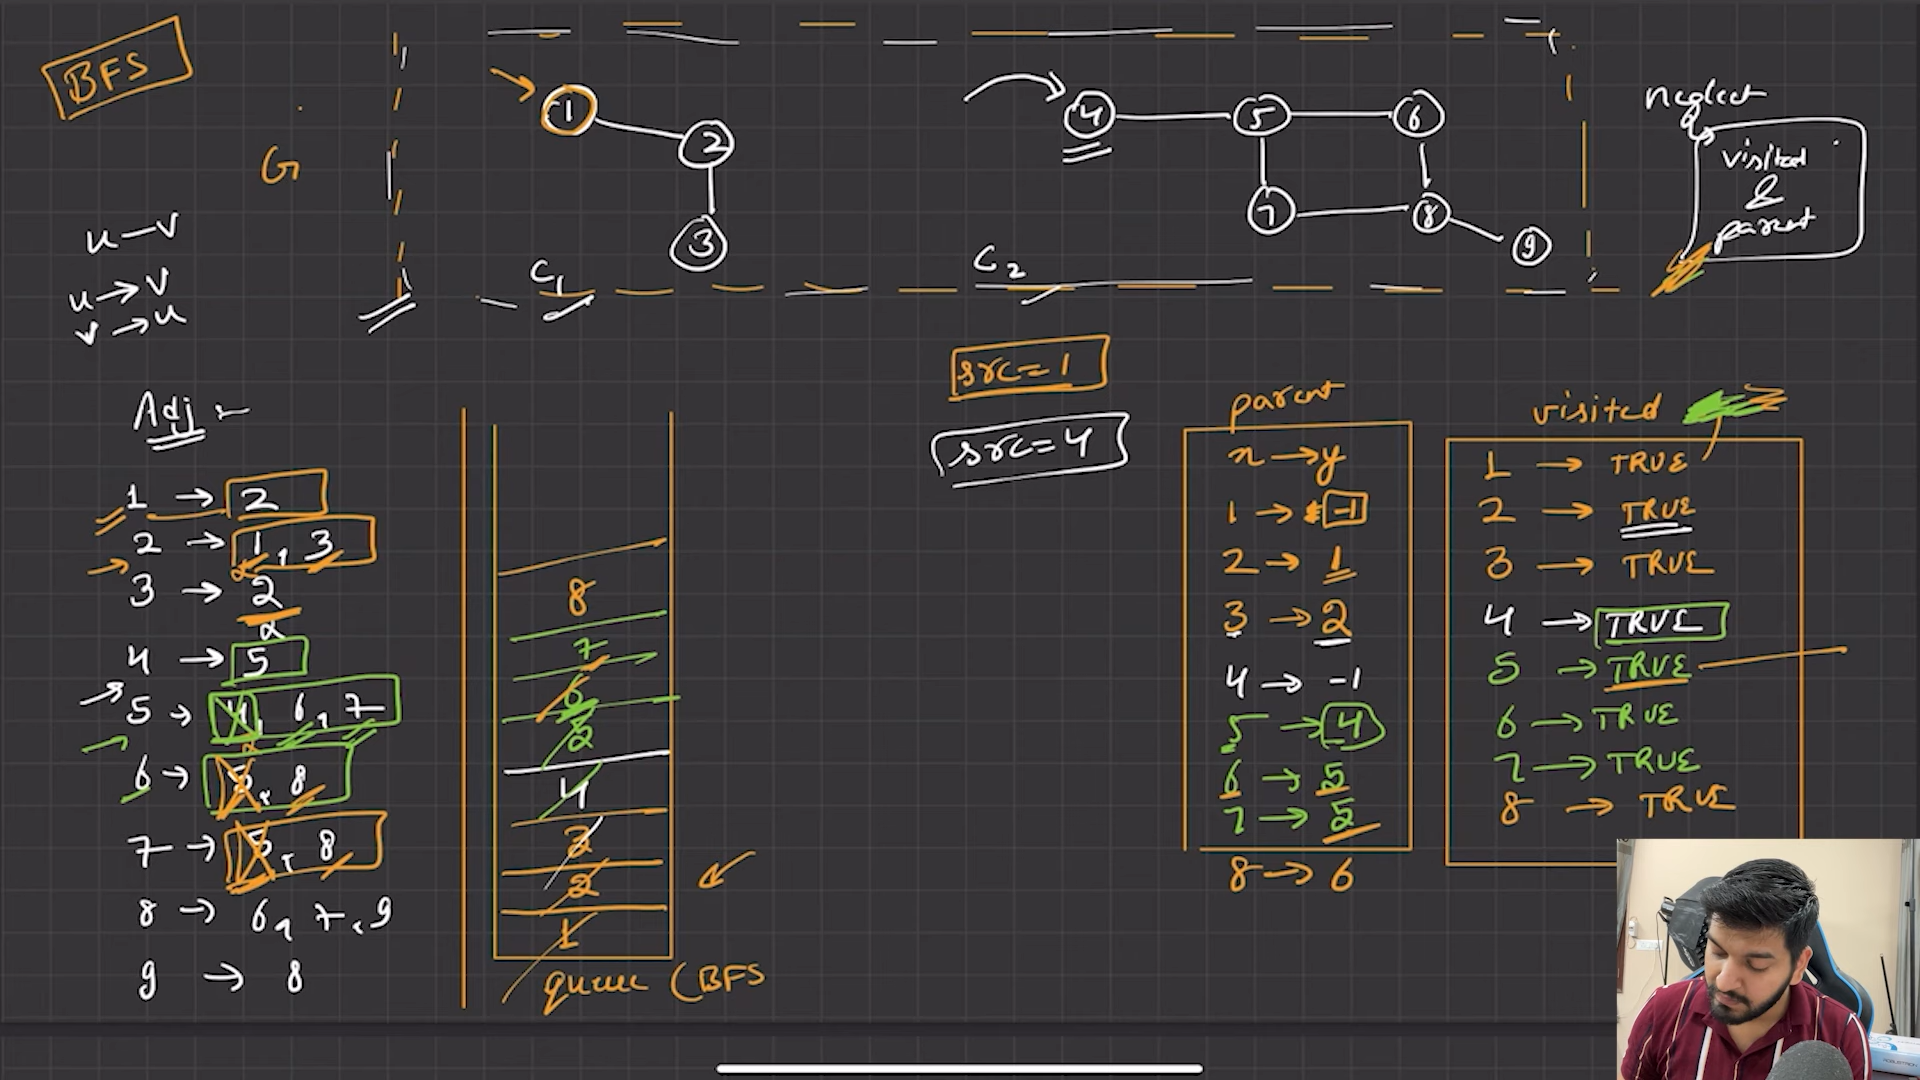 BFS
G
u — v
u → v
v → u
1
2
3
C1
4
5
6
7
8
9
C2
neglect
visited
&
parent
src = 1
src = 4
Adj
1 → 2
2 → 1, 3
3 → 2
4 → 5
5 → 4, 6, 7
6 → 5, 8
7 → 5, 8
8 → 6, 7, 9
9 → 8
8
7
6
5
4
3
2
1
queue (BFS
parent
x → y
1 → -1
2 → 1
3 → 2
4 → -1
5 → 4
6 → 5
7 → 5
8 → 6
visited
1 → TRUE
2 → TRUE
3 → TRUE
4 → TRUE
5 → TRUE
6 → TRUE
7 → TRUE
8 → TRUE